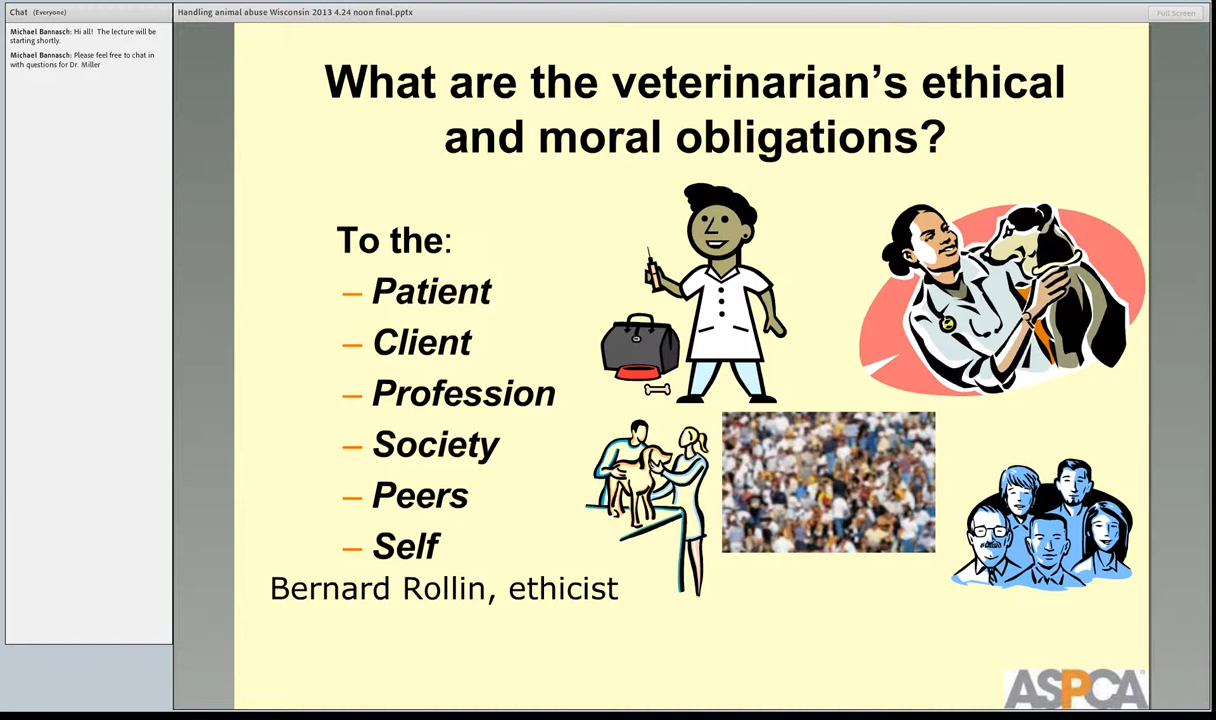 Chat (Everyone)
Handling animal abuse Wisconsin 2013 4.24 noon final.pptx
Full Screen
Michael Bannasch: Hi all! The lecture will be
starting shortly.
Michael Bannasch: Please feel free to chat in
with questions for Dr. Miller
What are the veterinarian’s ethical
and moral obligations?
To the:
– Patient
– Client
– Profession
– Society
– Peers
– Self
Bernard Rollin, ethicist
ASPCA